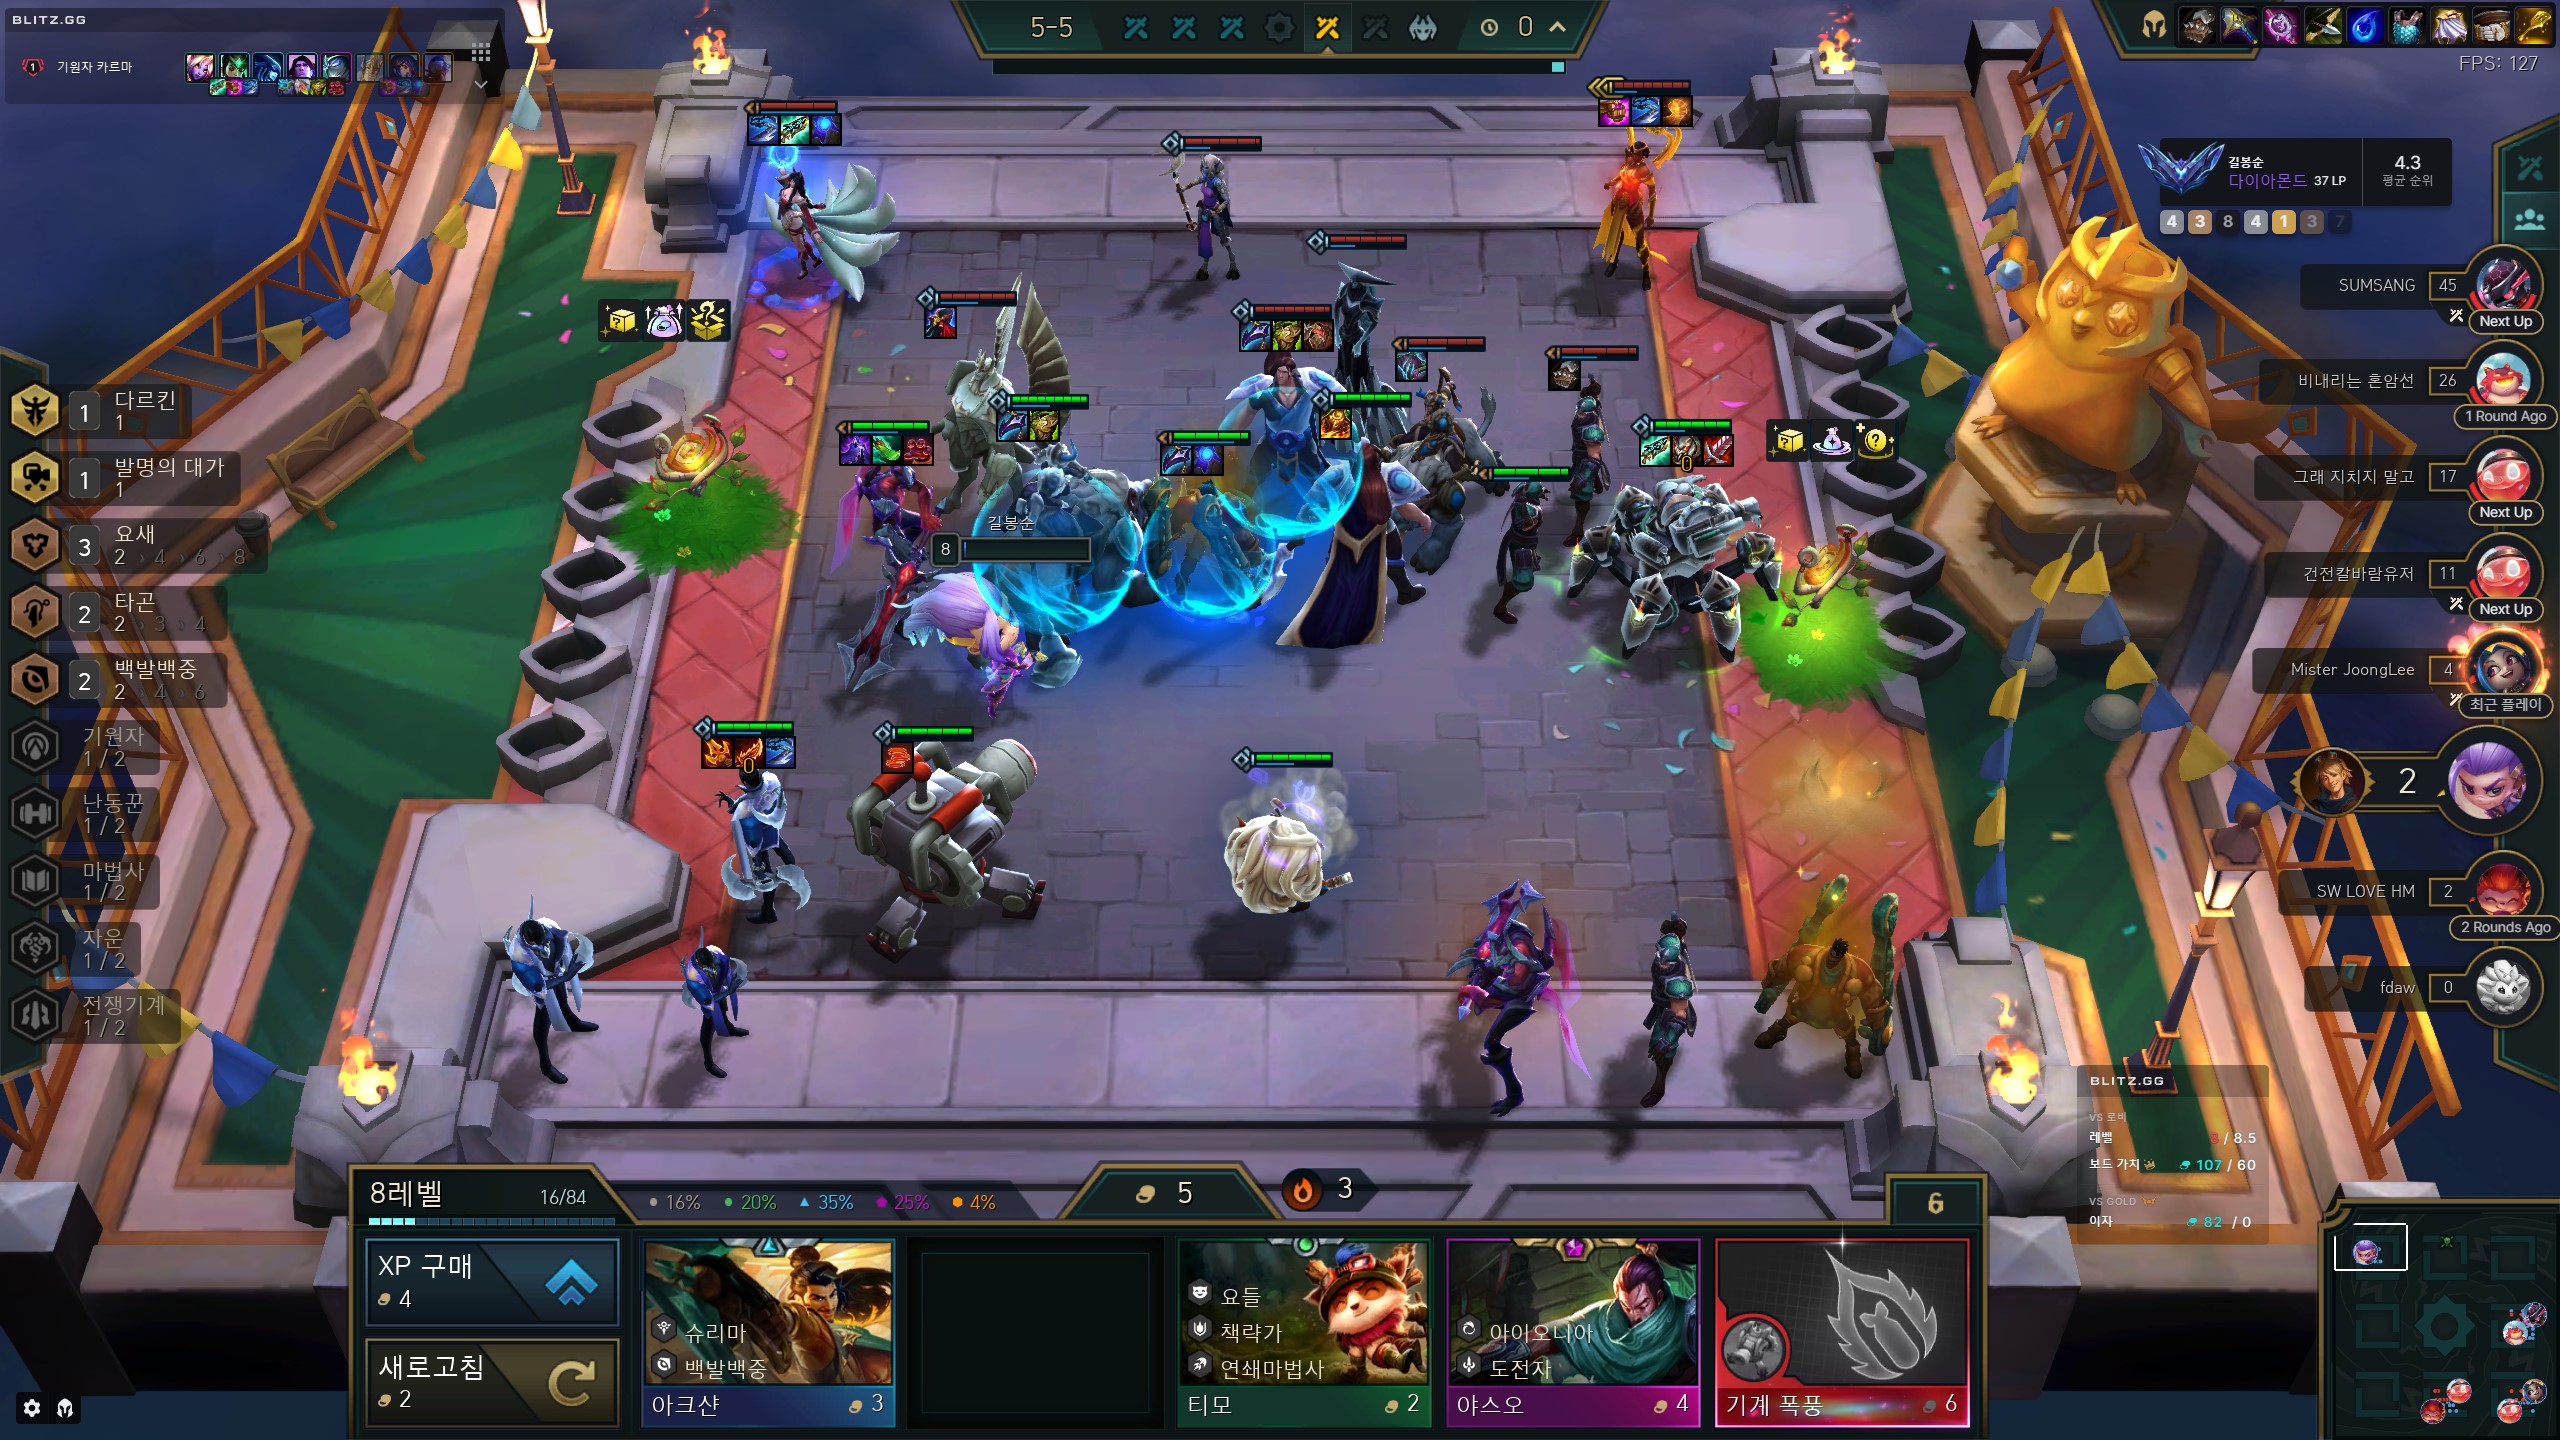 BLITZ.GG
1 기원자 카르마
5-5
0
FPS: 127
길봉순
다이아몬드 37 LP
4.3
평균 순위
4 3 8 4 1 3 7
SUMSANG 45
Next Up
비내리는 혼암선 26
1 Round Ago
그래 지치지 말고 17
Next Up
건전칼바람유저 11
Next Up
Mister JoongLee 4
최근 플레이
2
SW LOVE HM 2
2 Rounds Ago
fdaw 0
1 다르킨
1
1 발명의 대가
1
3 요새
2 › 4 › 6 › 8
2 타곤
2 › 3 › 4
2 백발백중
2 › 4 › 6
기원자
1 / 2
난동꾼
1 / 2
마법사
1 / 2
자운
1 / 2
전쟁기계
1 / 2
길봉순
8
0
0
BLITZ.GG
VS 로비
레벨 8 / 8.5
보드 가치 107 / 60
VS GOLD
이자 82 / 0
8레벨 16/84
16% 20% 35% 25% 4%
5
3
6
XP 구매
4
새로고침
2
슈리마
백발백중
아크샨 3
요들
책략가
연쇄마법사
티모 2
아이오니아
도전자
야스오 4
기계 폭풍 6